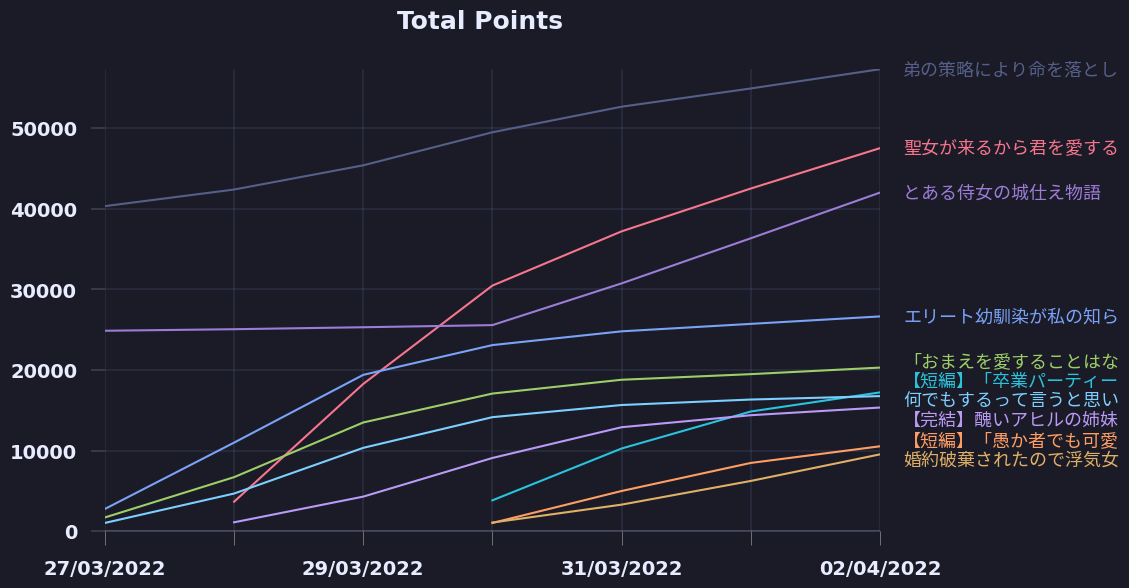 Total Points
弟の策略により命を落とし
50000
聖女が来るから君を愛する
40000
とある侍女の城仕え物語
30000
エリート幼馴染が私の知ら
20000
「おまえを愛することはな
【短編】「卒業パーティー
何でもするって言うと思い
【完結】醜いアヒルの姉妹
10000
【短編】「愚か者でも可愛
婚約破棄されたので浮気女
0
27/03/2022 29/03/2022 31/03/2022 02/04/2022